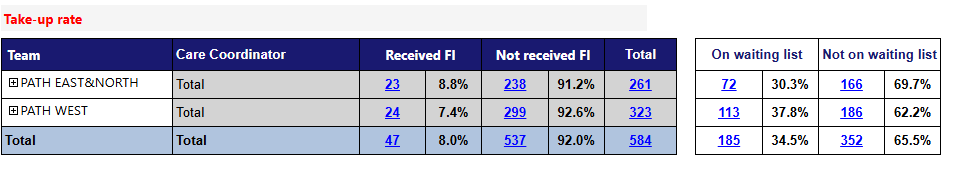 Take-up rate
Team Care Coordinator Received FI Not received FI Total On waiting list Not on waiting list
PATH EAST&NORTH Total 23 8.8% 238 91.2% 261 72 30.3% 166 69.7%
PATH WEST Total 24 7.4% 299 92.6% 323 113 37.8% 186 62.2%
Total Total 47 8.0% 537 92.0% 584 185 34.5% 352 65.5%